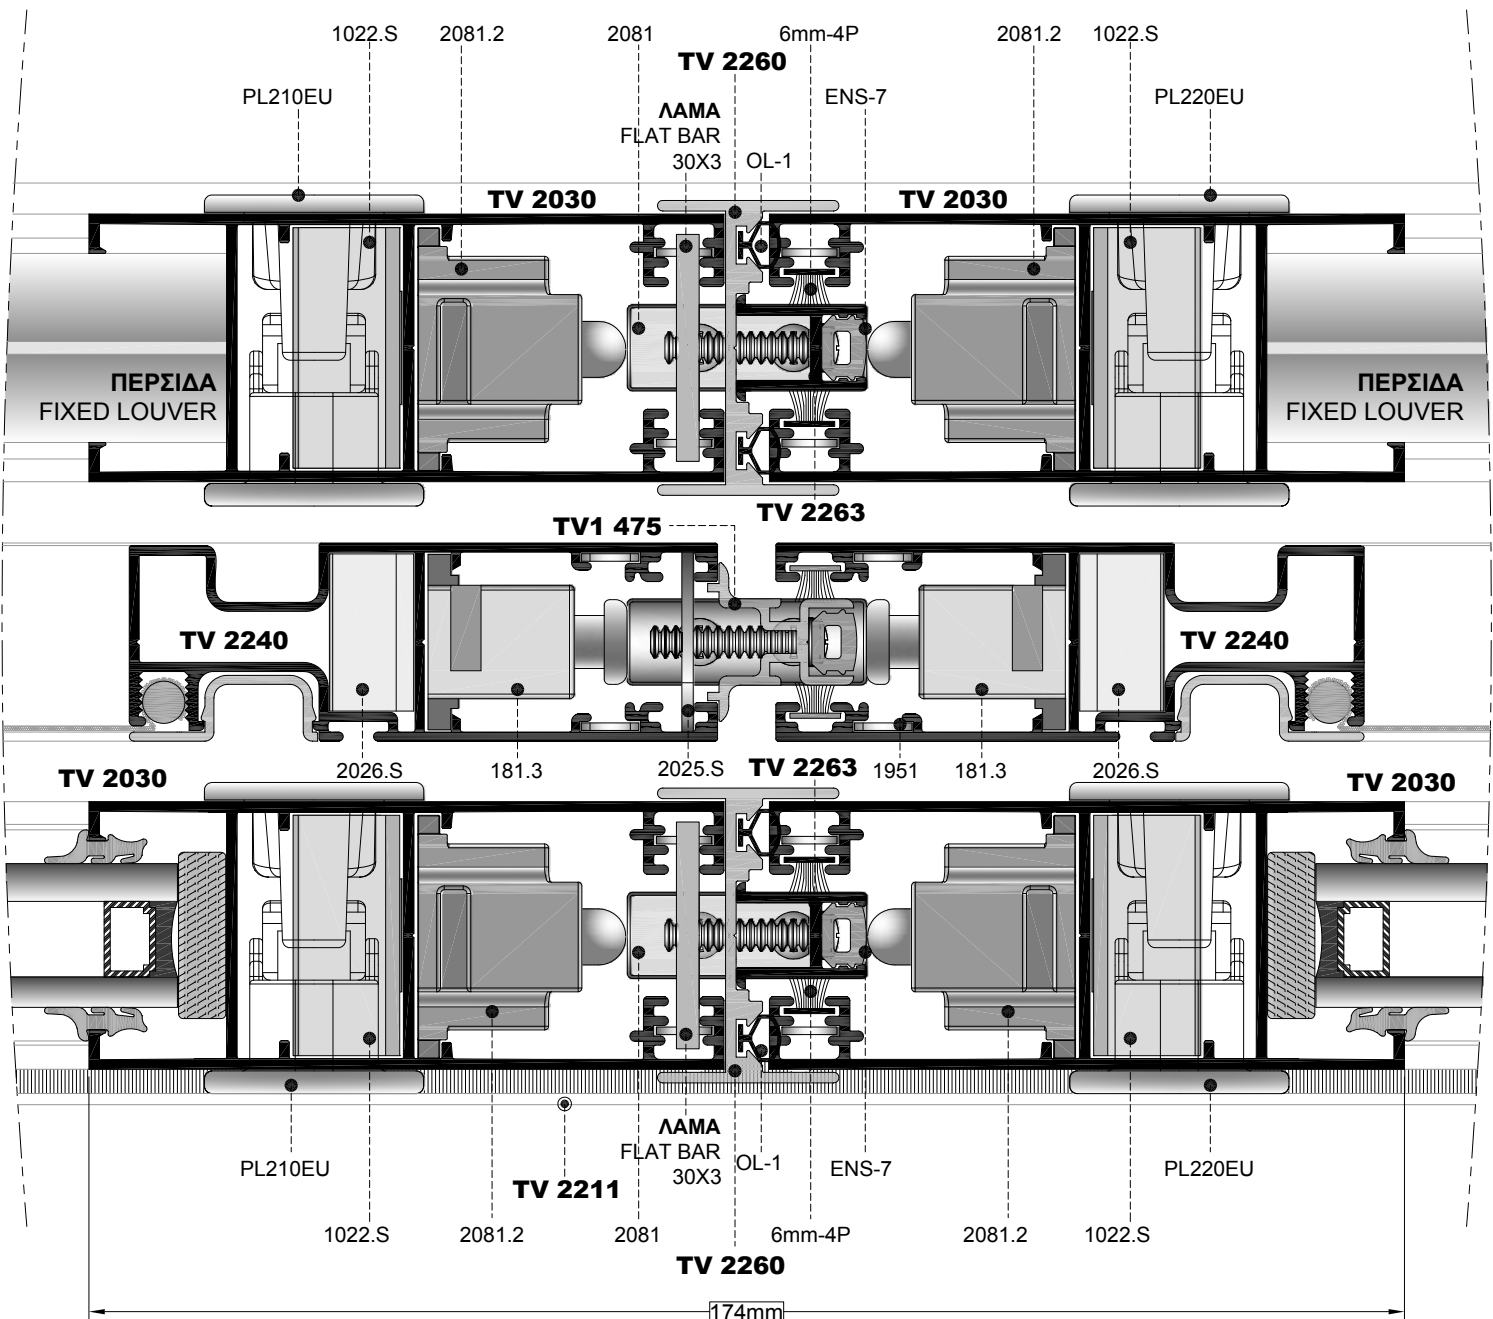 1022.S
2081.2
2081
6mm-4P
2081.2
1022.S
TV 2260
PL210EU
ΛΑΜΑ
FLAT BAR
30X3
ENS-7
PL220EU
OL-1
TV 2030
TV 2030
ΠΕΡΣΙΔΑ
FIXED LOUVER
ΠΕΡΣΙΔΑ
FIXED LOUVER
TV1 475
TV 2263
TV 2240
TV 2240
2026.S
181.3
2025.S
TV 2263
1951
181.3
2026.S
TV 2030
TV 2030
ΛΑΜΑ
FLAT BAR
30X3
PL210EU
OL-1
ENS-7
PL220EU
TV 2211
1022.S
2081.2
2081
6mm-4P
2081.2
1022.S
TV 2260
174mm